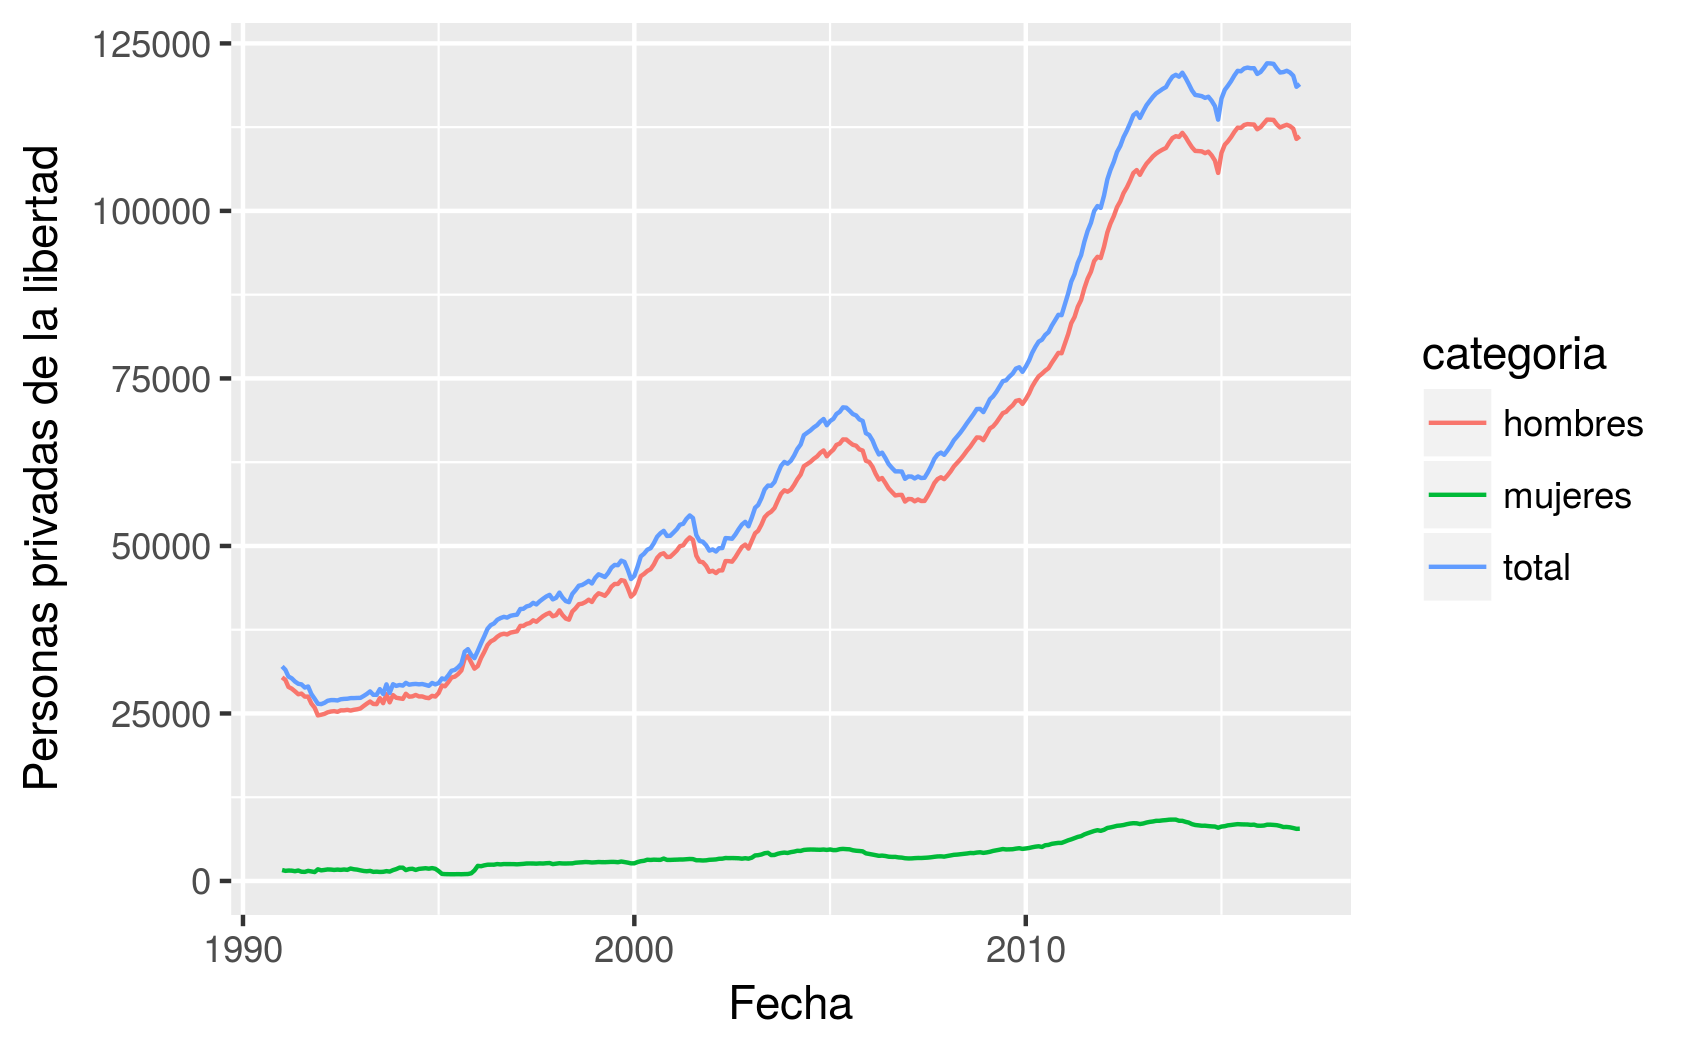 125000
100000
75000
50000
25000
0
Personas privadas de la libertad
1990
2000
2010
Fecha
categoria
hombres
mujeres
total